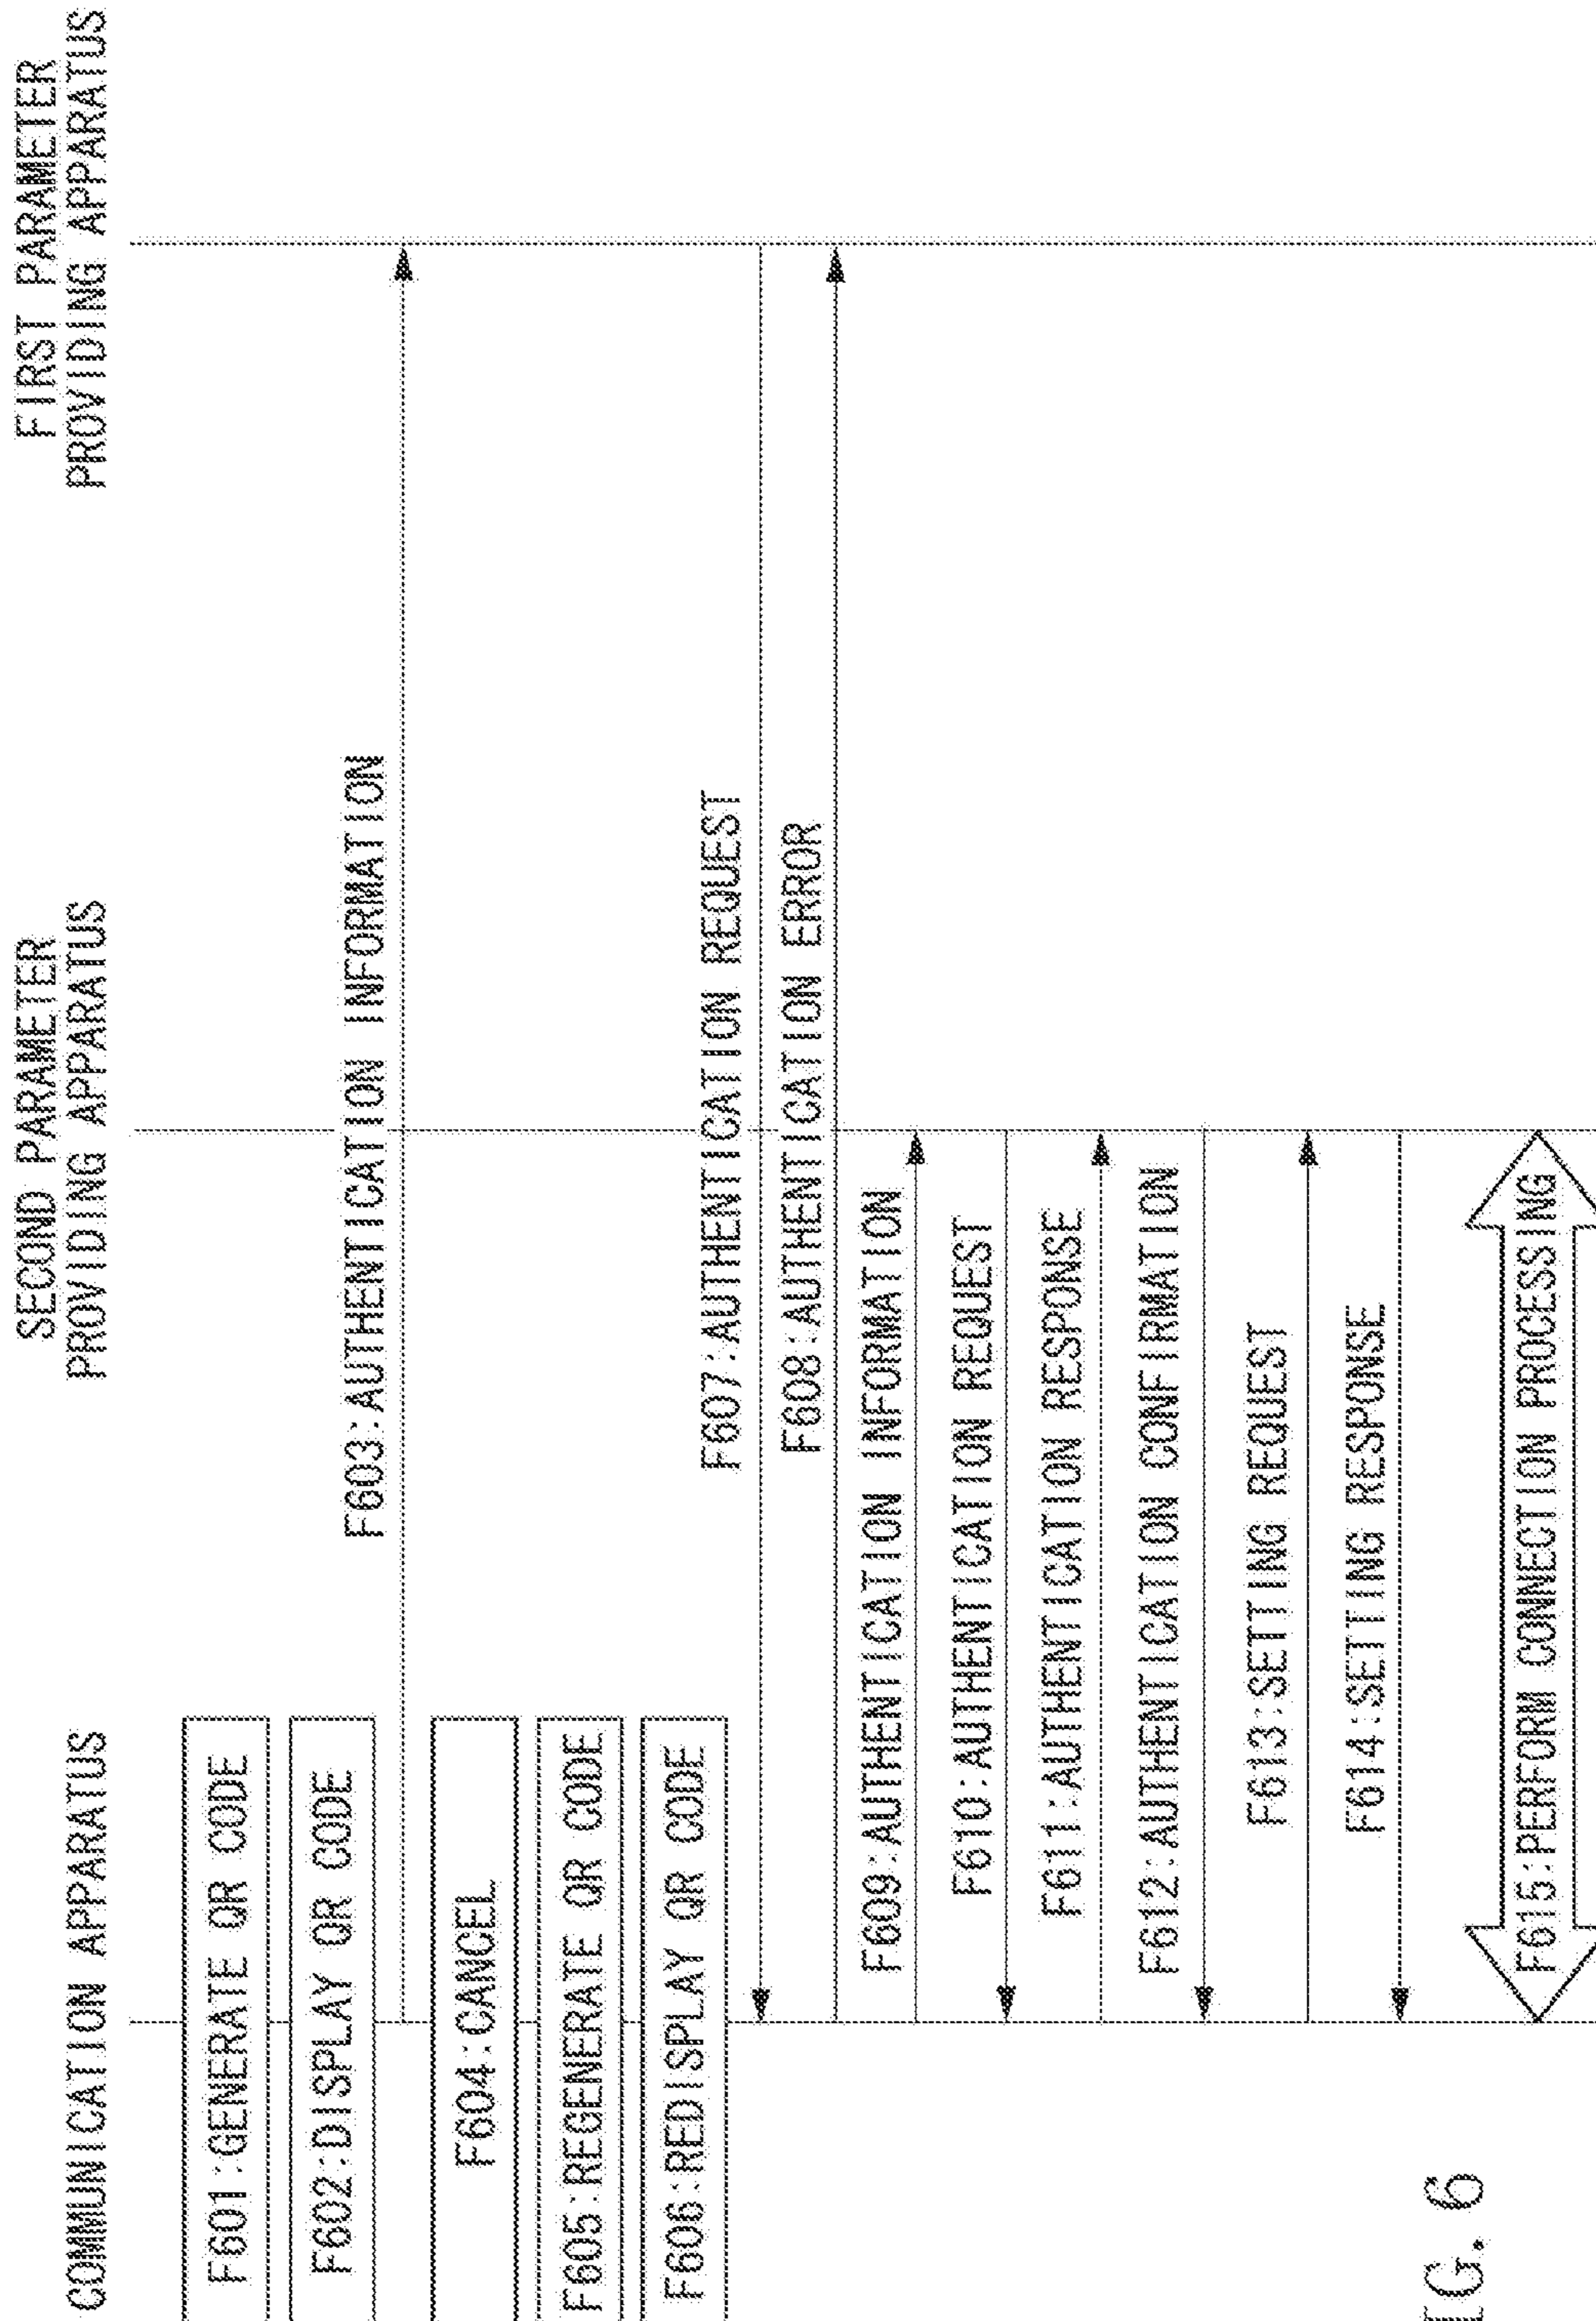 COMMUNICATION APPARATUS
SECOND PARAMETER
PROVIDING APPARATUS
FIRST PARAMETER
PROVIDING APPARATUS
F601:GENERATE QR CODE
F602:DISPLAY QR CODE
F603:AUTHENTICATION INFORMATION
F604:CANCEL
F605:REGENERATE QR CODE
F606:REDISPLAY QR CODE
F607:AUTHENTICATION REQUEST
F608:AUTHENTICATION ERROR
F609:AUTHENTICATION INFORMATION
F610:AUTHENTICATION REQUEST
F611:AUTHENTICATION RESPONSE
F612:AUTHENTICATION CONFIRMATION
F613:SETTING REQUEST
F614:SETTING RESPONSE
F615:PERFORM CONNECTION PROCESSING
IG. 6